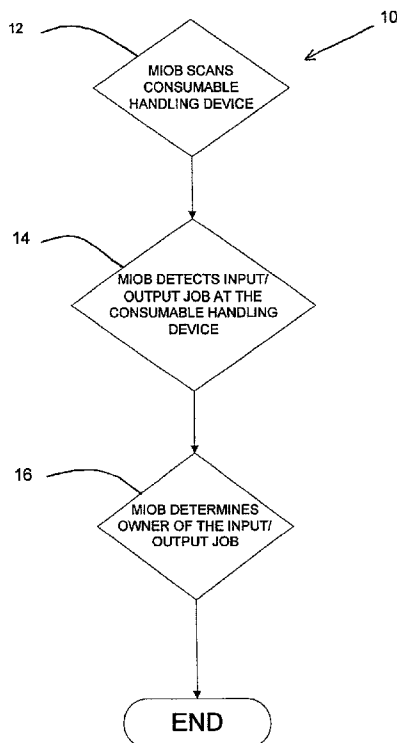 12
10
MIOB SCANS
CONSUMABLE
HANDLING DEVICE
14
MIOB DETECTS INPUT/
OUTPUT JOB AT THE
CONSUMABLE HANDLING
DEVICE
16
MIOB DETERMINES
OWNER OF THE INPUT/
OUTPUT JOB
END